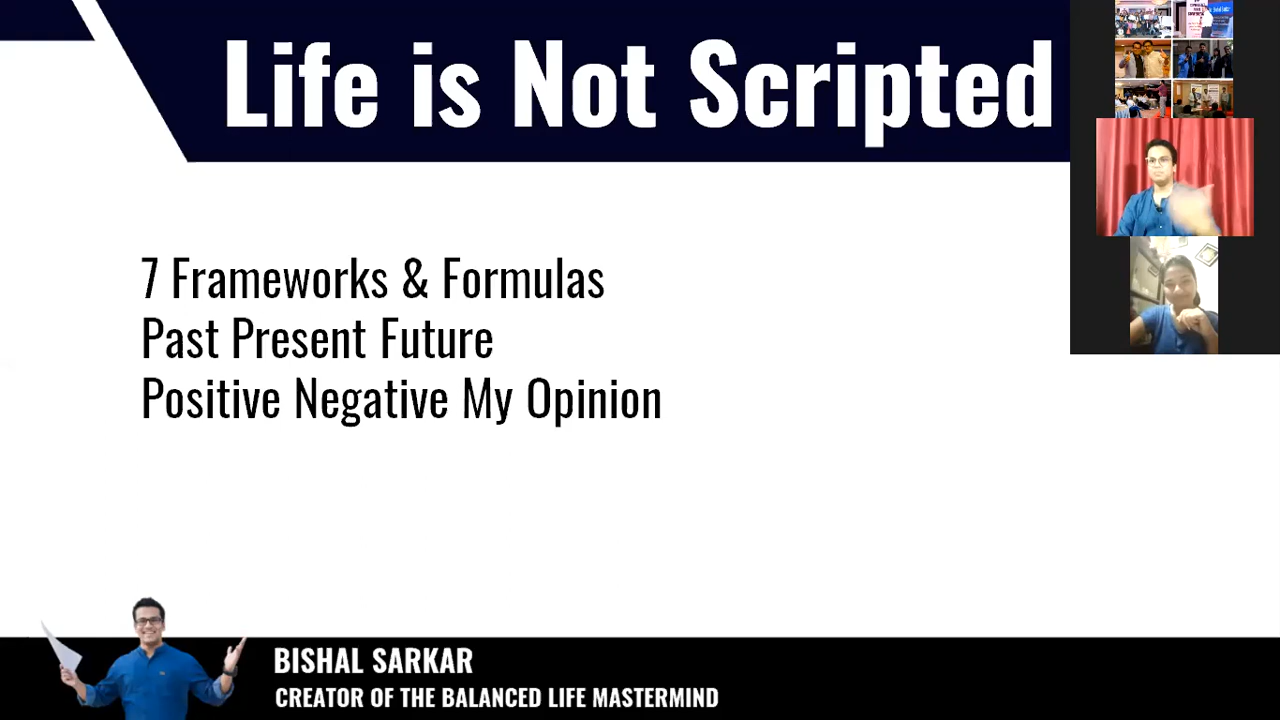 Life is Not Scripted
7 Frameworks & Formulas
Past Present Future
Positive Negative My Opinion
BISHAL SARKAR
CREATOR OF THE BALANCED LIFE MASTERMIND